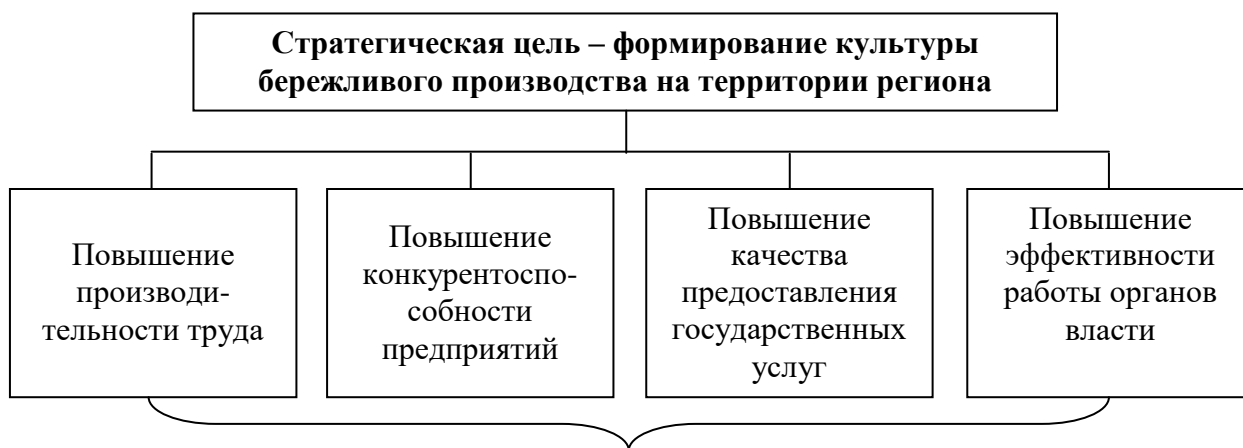 Стратегическая цель – формирование культуры
бережливого производства на территории региона
Повышение
производи-
тельности труда
Повышение
конкурентоспо-
собности
предприятий
Повышение
качества
предоставления
государственных
услуг
Повышение
эффективности
работы органов
власти